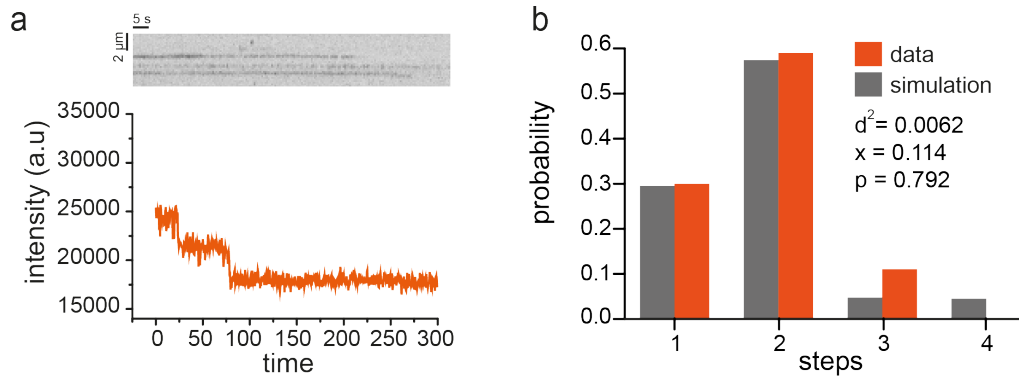 a
5 s
2 µm
35000
30000
25000
20000
15000
intensity (a.u)
0 50 100 150 200 250 300
time
b
0.6
0.5
0.4
0.3
0.2
0.1
0.0
probability
data
simulation
d²= 0.0062
x = 0.114
p = 0.792
1 2 3 4
steps